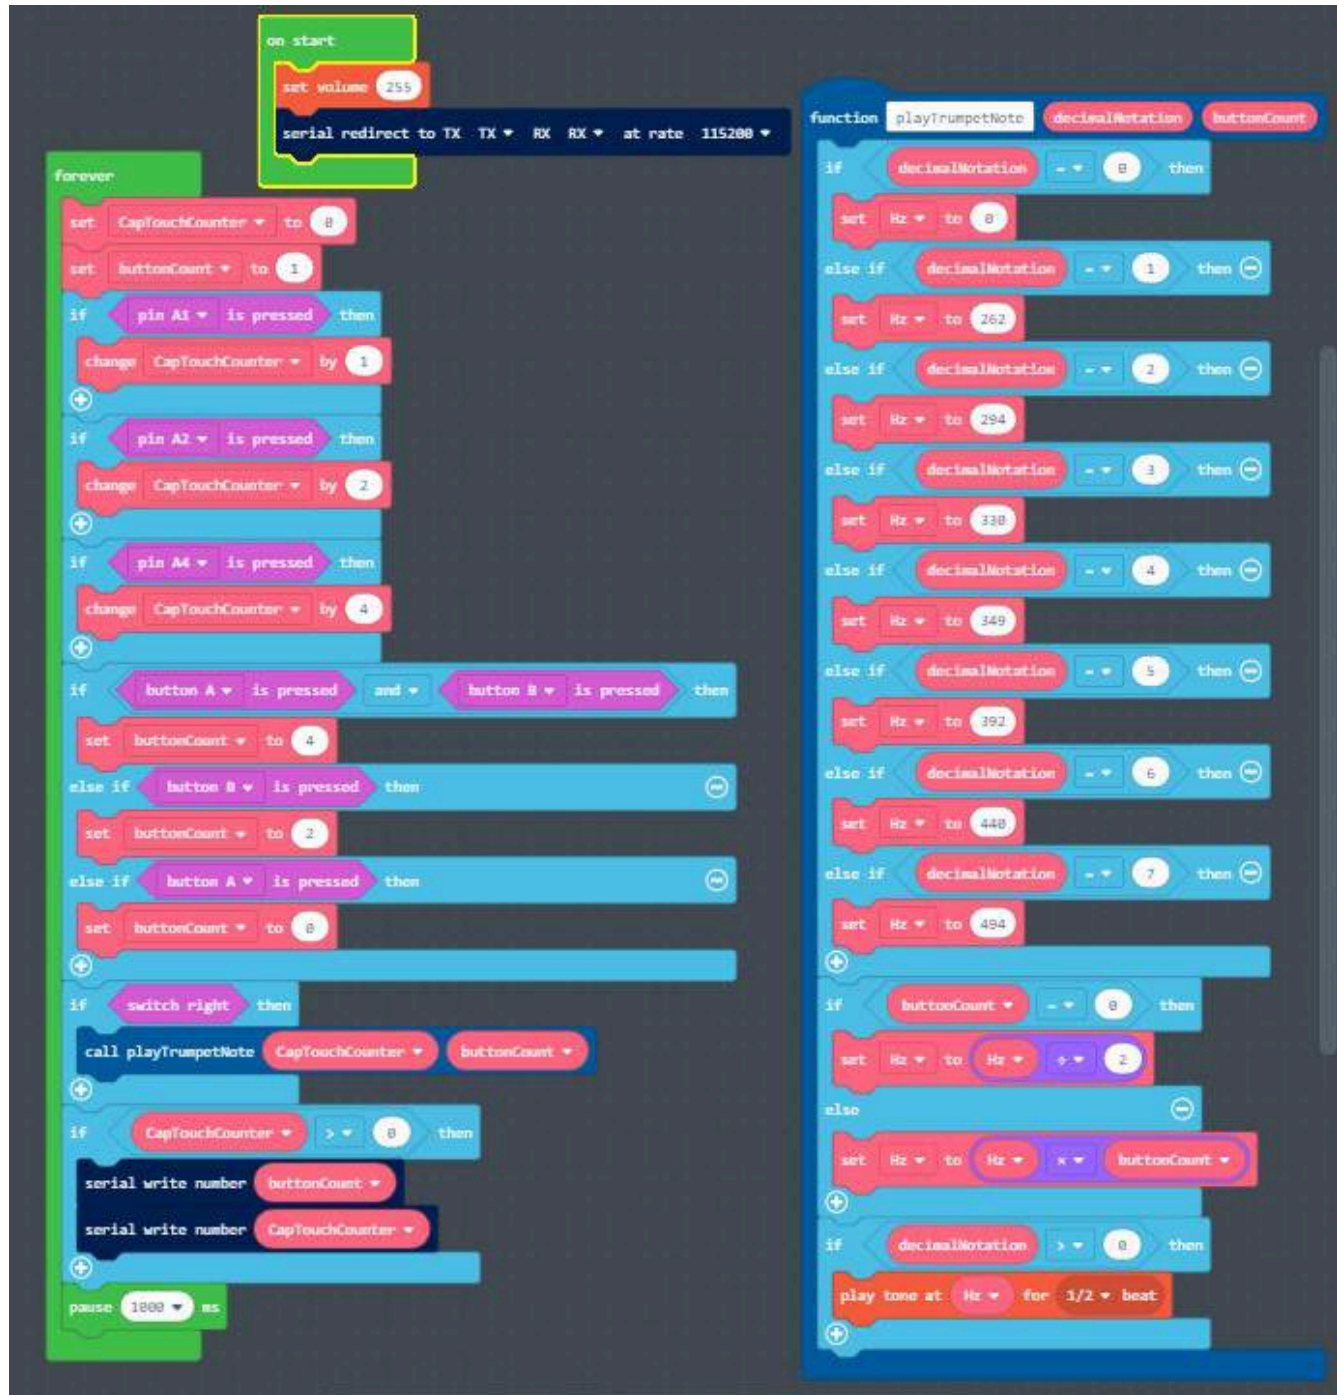 on start
set volume 255
serial redirect to TX TX RX RX at rate 115200
forever
set CapTouchCounter to 0
set buttonCount to 1
if pin A1 is pressed then
change CapTouchCounter by 1
if pin A2 is pressed then
change CapTouchCounter by 2
if pin A4 is pressed then
change CapTouchCounter by 4
if button A is pressed and button B is pressed then
set buttonCount to 4
else if button B is pressed then
set buttonCount to 2
else if button A is pressed then
set buttonCount to 0
if switch right then
call playTrumpetNote CapTouchCounter buttonCount
if CapTouchCounter > 0 then
serial write number buttonCount
serial write number CapTouchCounter
pause 1000 ms
function playTrumpetNote decimalNotation buttonCount
if decimalNotation = 0 then
set Hz to 0
else if decimalNotation = 1 then
set Hz to 262
else if decimalNotation = 2 then
set Hz to 294
else if decimalNotation = 3 then
set Hz to 330
else if decimalNotation = 4 then
set Hz to 349
else if decimalNotation = 5 then
set Hz to 392
else if decimalNotation = 6 then
set Hz to 440
else if decimalNotation = 7 then
set Hz to 494
if buttonCount = 0 then
set Hz to Hz ÷ 2
else
set Hz to Hz × buttonCount
if decimalNotation > 0 then
play tone at Hz for 1/2 beat